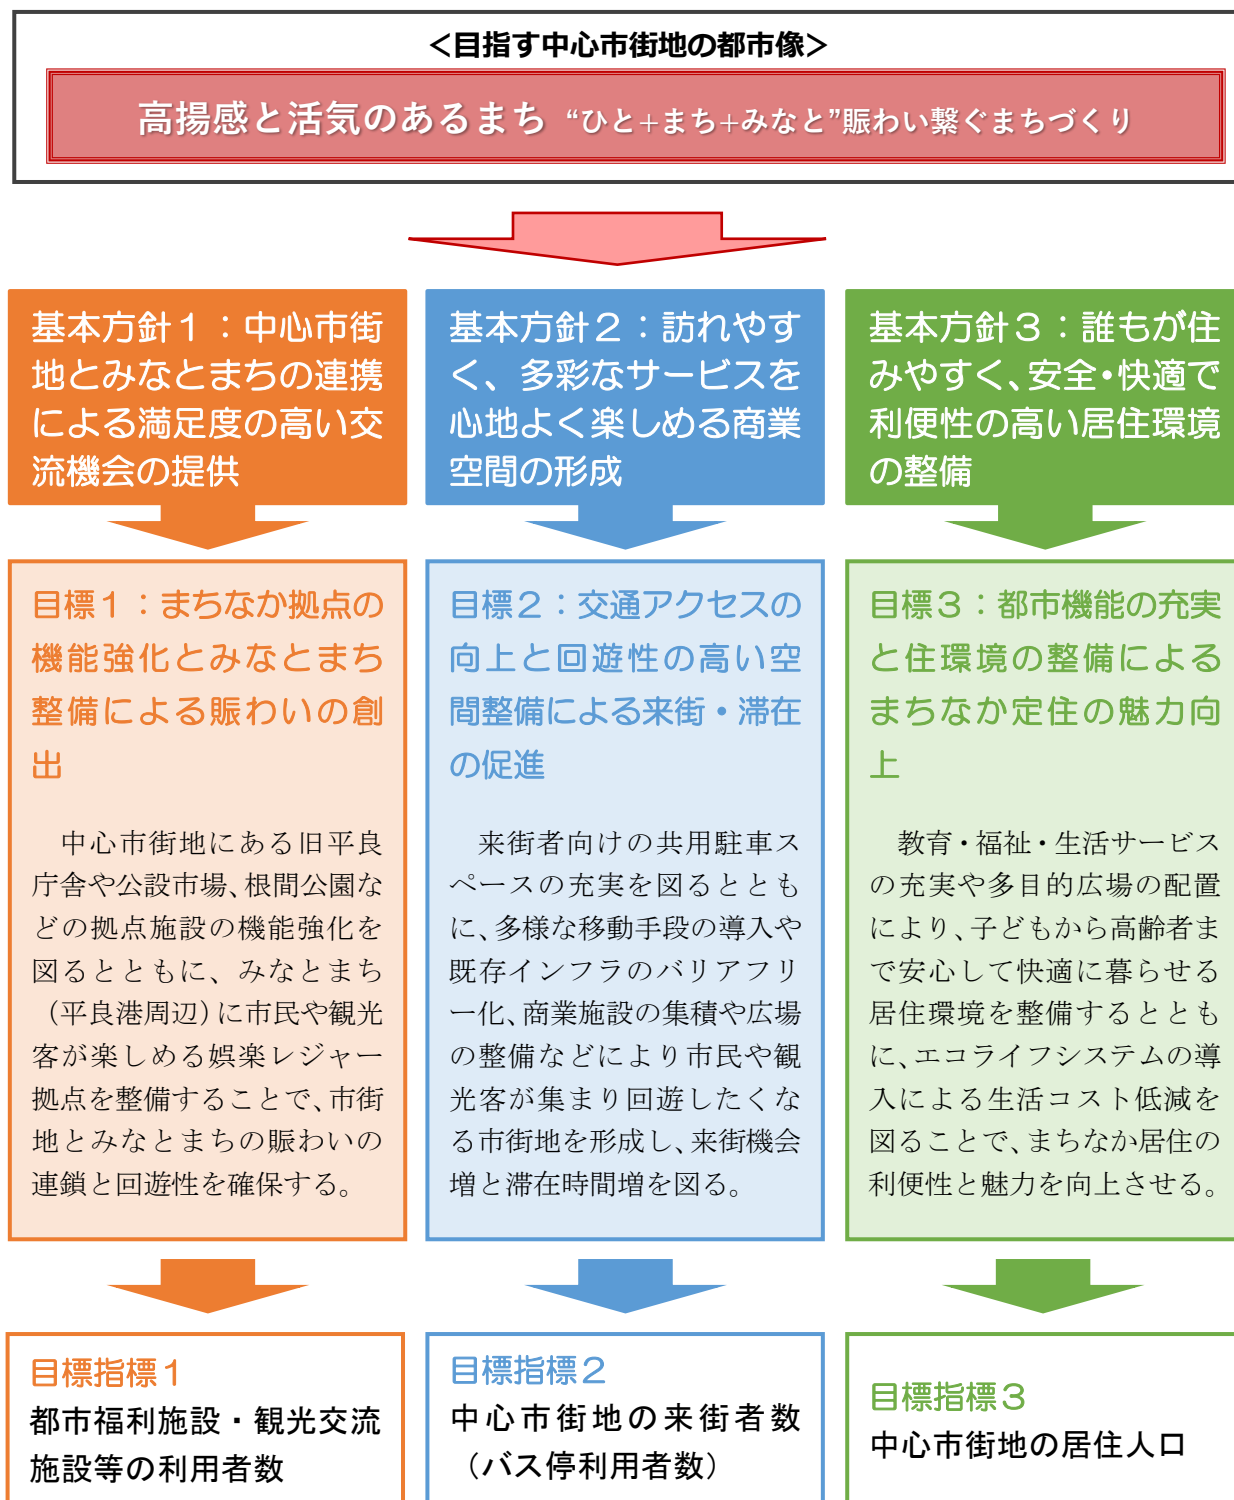 <目指す中心市街地の都市像>
高揚感と活気のあるまち “ひと+まち+みなと”賑わい繋ぐまちづくり
基本方針１：中心市街
地とみなとまちの連携
による満足度の高い交
流機会の提供
目標１：まちなか拠点の
機能強化とみなとまち
整備による賑わいの創
出
中心市街地にある旧平良
庁舎や公設市場、根間公園な
どの拠点施設の機能強化を
図るとともに、みなとまち
（平良港周辺）に市民や観光
客が楽しめる娯楽レジャー
拠点を整備することで、市街
地とみなとまちの賑わいの
連鎖と回遊性を確保する。
目標指標１
都市福利施設・観光交流
施設等の利用者数
基本方針２：訪れやす
く、多彩なサービスを
心地よく楽しめる商業
空間の形成
目標２：交通アクセスの
向上と回遊性の高い空
間整備による来街・滞在
の促進
来街者向けの共用駐車ス
ペースの充実を図るととも
に、多様な移動手段の導入や
既存インフラのバリアフリ
ー化、商業施設の集積や広場
の整備などにより市民や観
光客が集まり回遊したくな
る市街地を形成し、来街機会
増と滞在時間増を図る。
目標指標２
中心市街地の来街者数
（バス停利用者数）
基本方針３：誰もが住
みやすく、安全・快適で
利便性の高い居住環境
の整備
目標３：都市機能の充実
と住環境の整備による
まちなか定住の魅力向
上
教育・福祉・生活サービス
の充実や多目的広場の配置
により、子どもから高齢者ま
で安心して快適に暮らせる
居住環境を整備するととも
に、エコライフシステムの導
入による生活コスト低減を
図ることで、まちなか居住の
利便性と魅力を向上させる。
目標指標３
中心市街地の居住人口